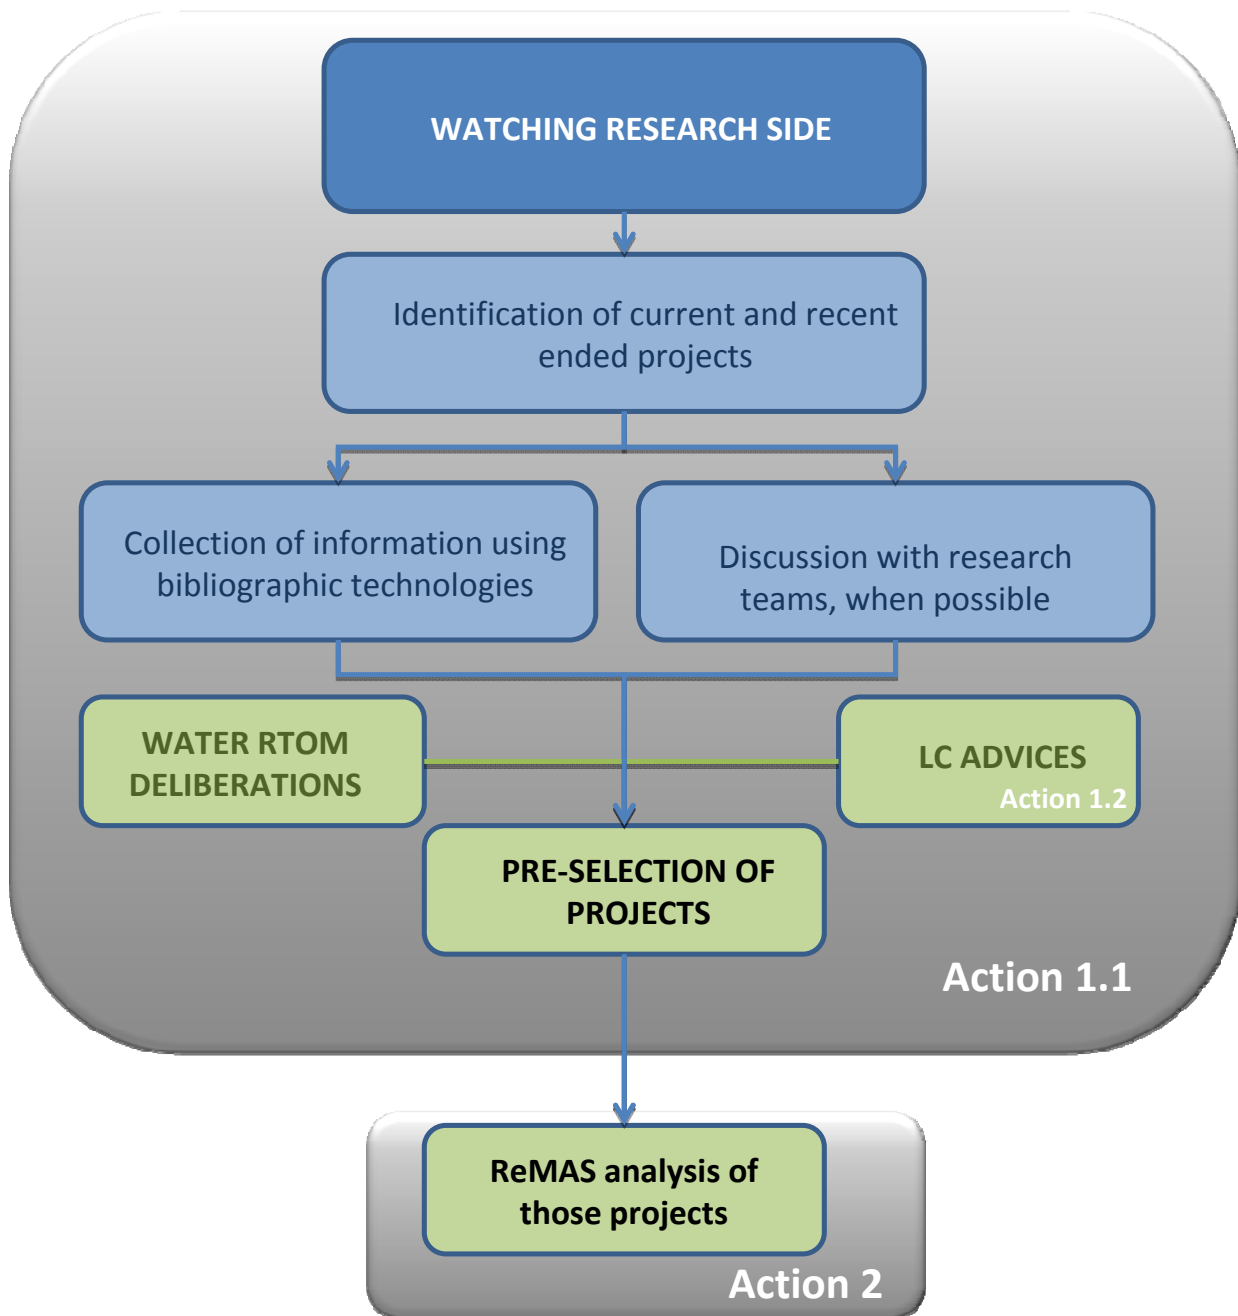 WATCHING RESEARCH SIDE
Identification of current and recent
ended projects
Collection of information using
bibliographic technologies
Discussion with research
teams, when possible
WATER RTOM
DELIBERATIONS
LC ADVICES
Action 1.2
PRE-SELECTION OF
PROJECTS
Action 1.1
ReMAS analysis of
those projects
Action 2